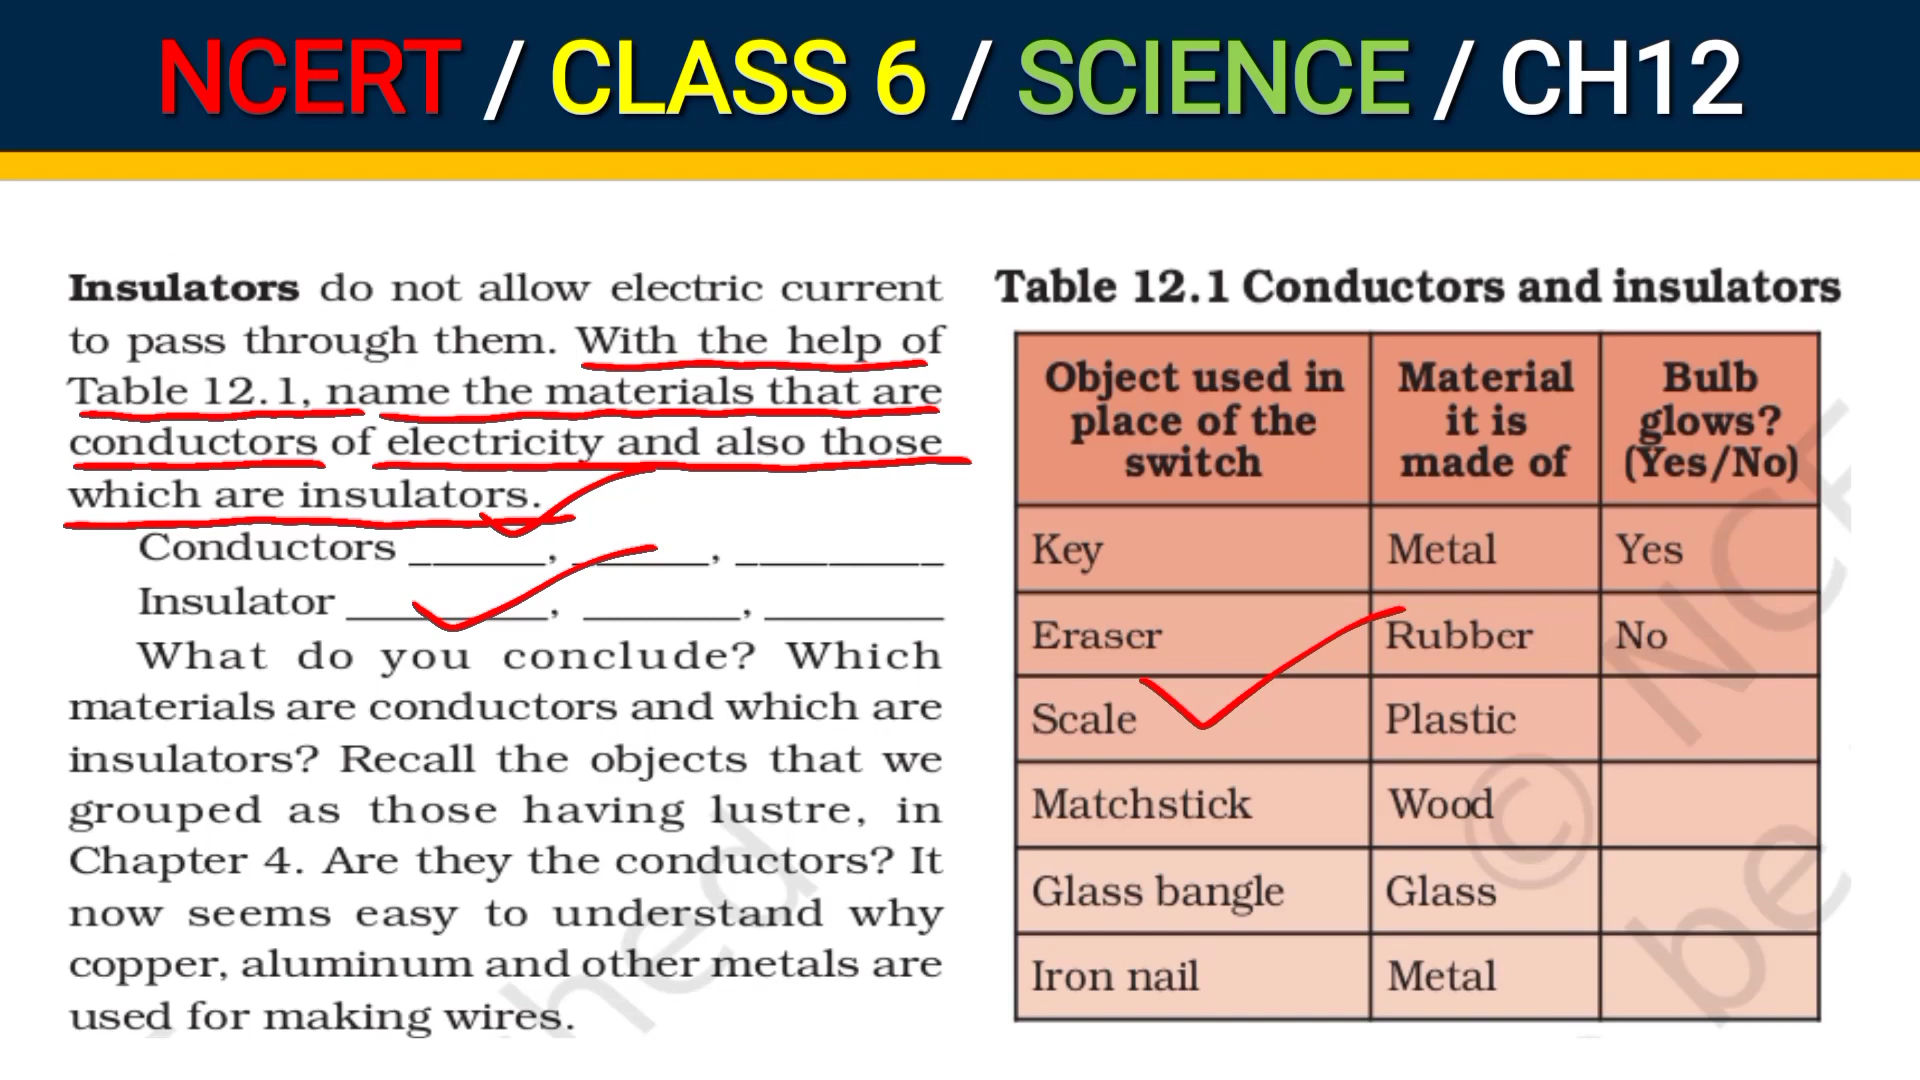 NCERT / CLASS 6 / SCIENCE / CH12
Insulators do not allow electric current
to pass through them. With the help of
Table 12.1, name the materials that are
conductors of electricity and also those
which are insulators.
Conductors ______, ______, _________
Insulator _________, _______, ________
What do you conclude? Which
materials are conductors and which are
insulators? Recall the objects that we
grouped as those having lustre, in
Chapter 4. Are they the conductors? It
now seems easy to understand why
copper, aluminum and other metals are
used for making wires.
Table 12.1 Conductors and insulators
Object used in place of the switch | Material it is made of | Bulb glows? (Yes/No)
Key | Metal | Yes
Eraser | Rubber | No
Scale | Plastic
Matchstick | Wood
Glass bangle | Glass
Iron nail | Metal
© NCE
be
hed